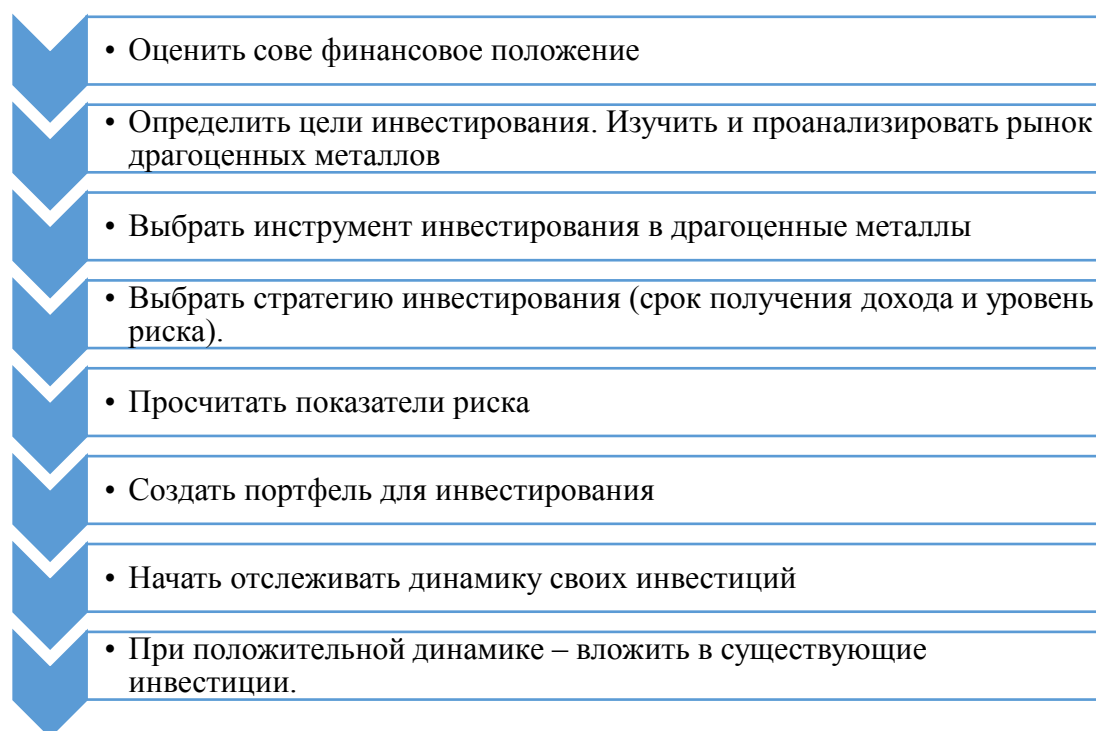 • Оценить сове финансовое положение
• Определить цели инвестирования. Изучить и проанализировать рынок
драгоценных металлов
• Выбрать инструмент инвестирования в драгоценные металлы
• Выбрать стратегию инвестирования (срок получения дохода и уровень
риска).
• Просчитать показатели риска
• Создать портфель для инвестирования
• Начать отслеживать динамику своих инвестиций
• При положительной динамике – вложить в существующие
инвестиции.